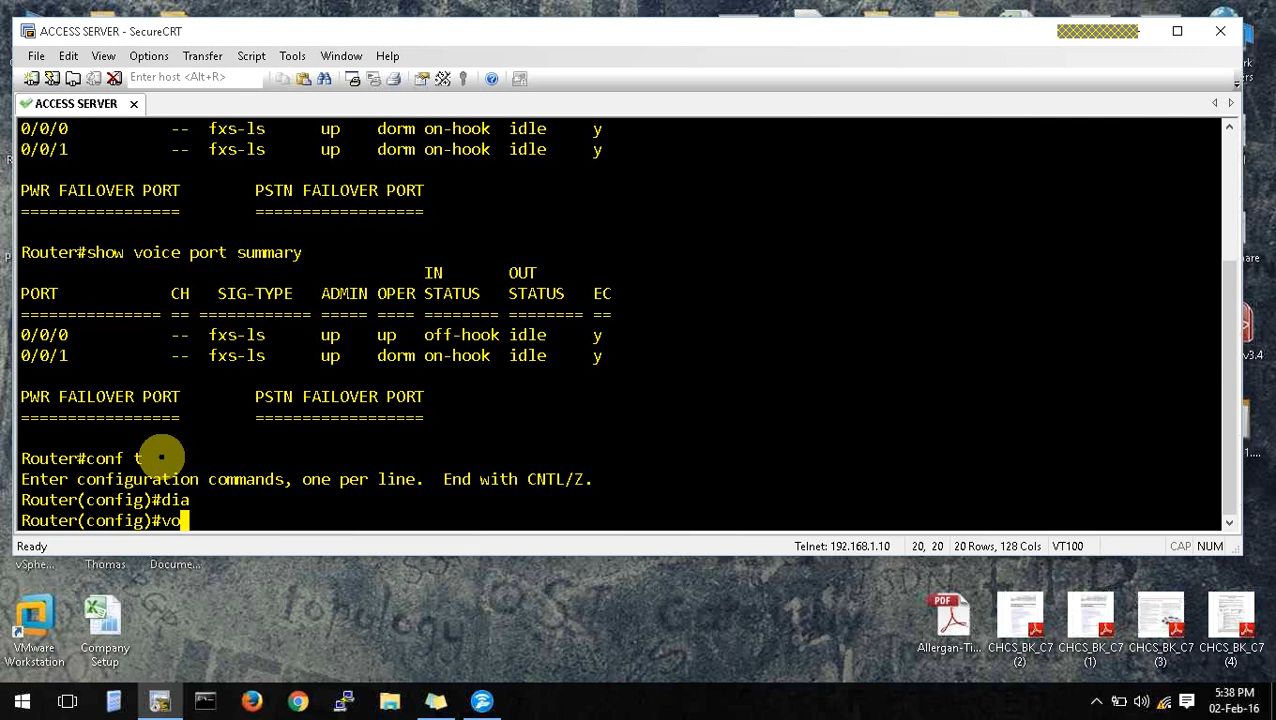 ACCESS SERVER - SecureCRT
File Edit View Options Transfer Script Tools Window Help
Enter host <Alt+R>
ACCESS SERVER
0/0/0 -- fxs-ls up dorm on-hook idle y
0/0/1 -- fxs-ls up dorm on-hook idle y
PWR FAILOVER PORT PSTN FAILOVER PORT
================= ==================
Router#show voice port summary
IN OUT
PORT CH SIG-TYPE ADMIN OPER STATUS STATUS EC
=============== == ============ ===== ==== ======== ======== ==
0/0/0 -- fxs-ls up up off-hook idle y
0/0/1 -- fxs-ls up dorm on-hook idle y
PWR FAILOVER PORT PSTN FAILOVER PORT
================= ==================
Router#conf t
Enter configuration commands, one per line. End with CNTL/Z.
Router(config)#dia
Router(config)#vo
Ready Telnet: 192.168.1.10 20, 20 20 Rows, 128 Cols VT100 CAP NUM
vSphe... Thomas Docume...
VMware Workstation
Company Setup
PDF
Allergan-Ti...
CHCS_BK_C7 (2)
CHCS_BK_C7 (1)
CHCS_BK_C7 (3)
CHCS_BK_C7 (4)
5:38 PM
02-Feb-16